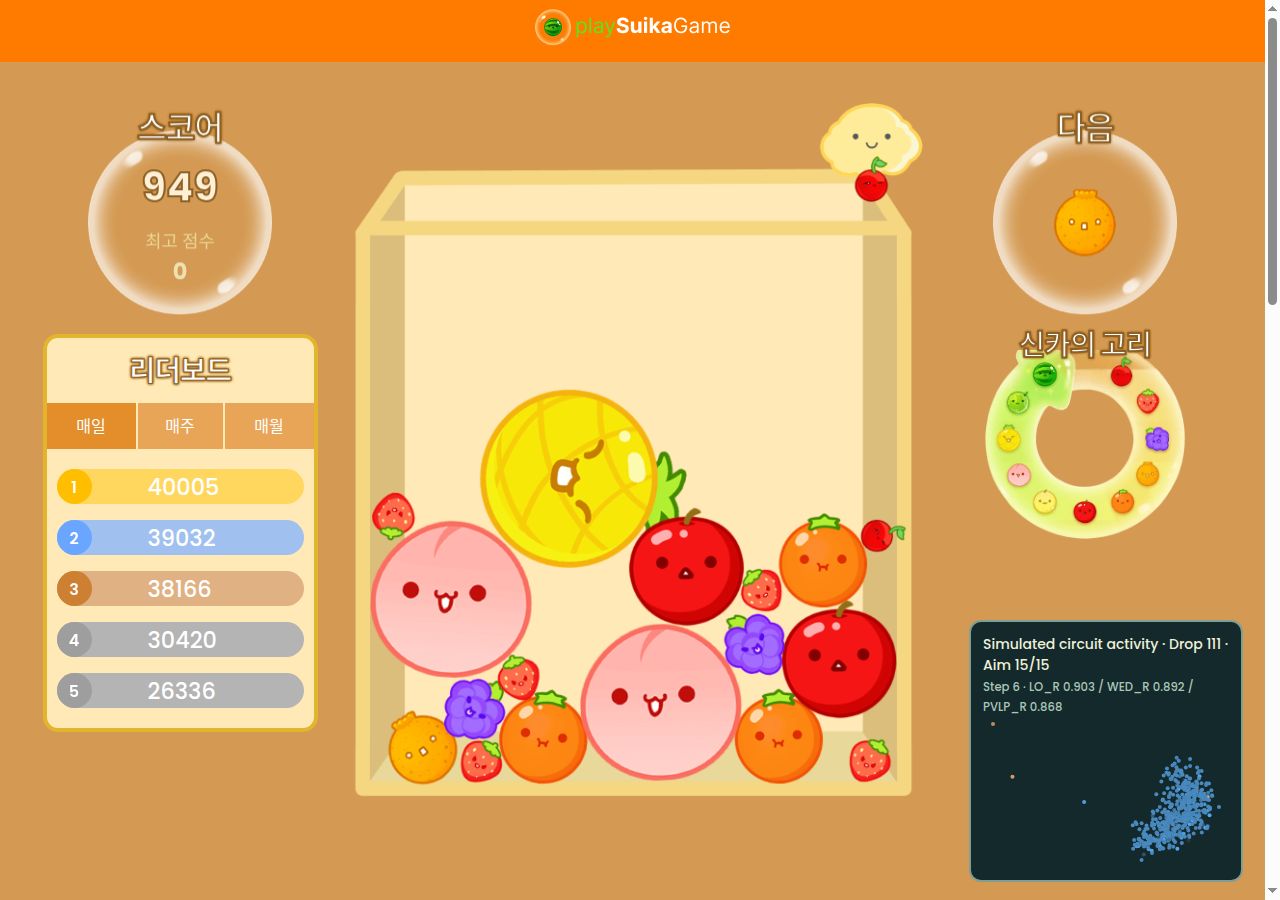 playSuikaGame
스코어
949
최고 점수
0
다음
신카의 고리
리더보드
매일 매주 매월
1 40005
2 39032
3 38166
4 30420
5 26336
Simulated circuit activity · Drop 111 ·
Aim 15/15
Step 6 · LO_R 0.903 / WED_R 0.892 /
PVLP_R 0.868